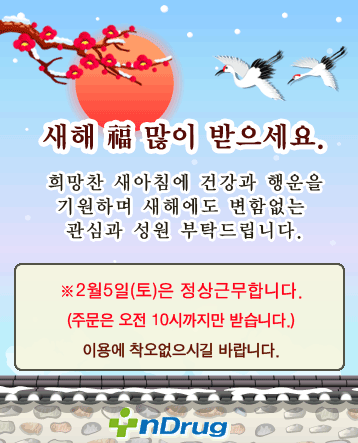 새해 福 많이 받으세요.
희망찬 새아침에 건강과 행운을
기원하며 새해에도 변함없는
관심과 성원 부탁드립니다.
※2월5일(토)은 정상근무합니다.
(주문은 오전 10시까지만 받습니다.)
이용에 착오없으시길 바랍니다.
nDrug